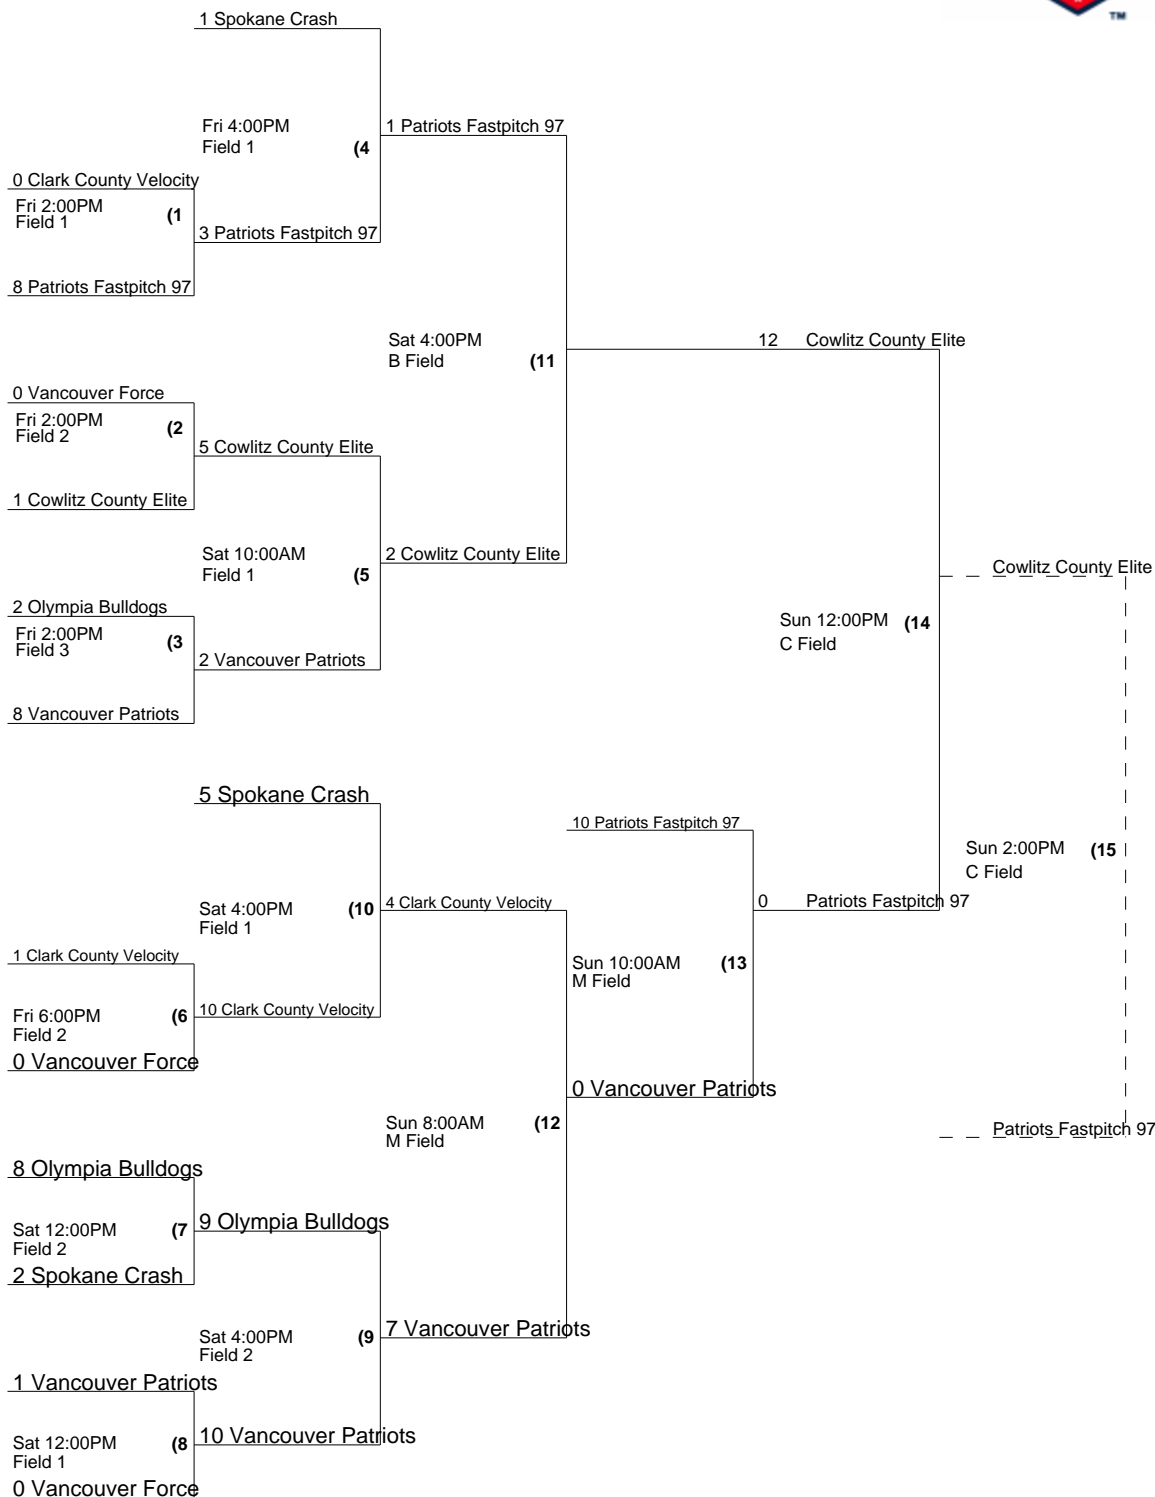 ™
1 Spokane Crash
Fri 4:00PM
Field 1
(4
1 Patriots Fastpitch 97
0 Clark County Velocity
Fri 2:00PM
Field 1
(1
3 Patriots Fastpitch 97
8 Patriots Fastpitch 97
Sat 4:00PM
B Field
(11
12 Cowlitz County Elite
0 Vancouver Force
Fri 2:00PM
Field 2
(2
5 Cowlitz County Elite
1 Cowlitz County Elite
Sat 10:00AM
Field 1
(5
2 Cowlitz County Elite
Cowlitz County Elite
2 Olympia Bulldogs
Fri 2:00PM
Field 3
(3
2 Vancouver Patriots
Sun 12:00PM
C Field
(14
8 Vancouver Patriots
5 Spokane Crash
10 Patriots Fastpitch 97
Sun 2:00PM
C Field
(15
Sat 4:00PM
Field 1
(10
4 Clark County Velocity
0 Patriots Fastpitch 97
1 Clark County Velocity
Sun 10:00AM
M Field
(13
Fri 6:00PM
Field 2
(6
10 Clark County Velocity
0 Vancouver Force
0 Vancouver Patriots
Sun 8:00AM
M Field
(12
Patriots Fastpitch 97
8 Olympia Bulldogs
Sat 12:00PM
Field 2
(7
9 Olympia Bulldogs
2 Spokane Crash
Sat 4:00PM
Field 2
(9
7 Vancouver Patriots
1 Vancouver Patriots
Sat 12:00PM
Field 1
(8
10 Vancouver Patriots
0 Vancouver Force